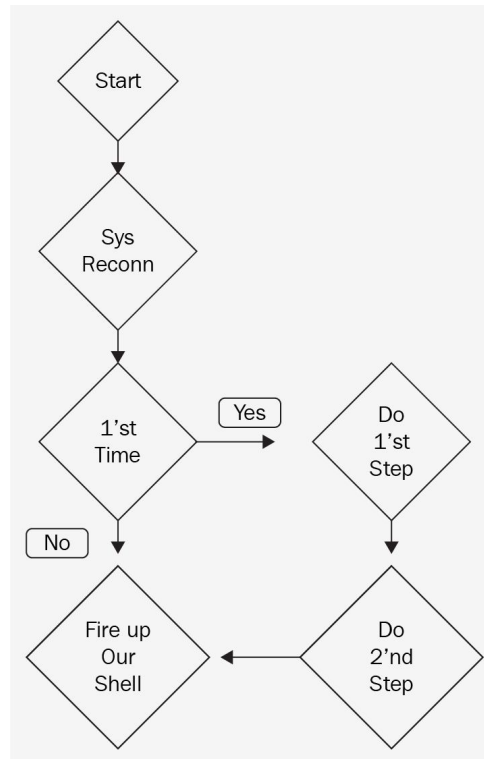 Start
Sys
Reconn
1'st
Time
Yes
Do
1'st
Step
No
Fire up
Our
Shell
Do
2'nd
Step